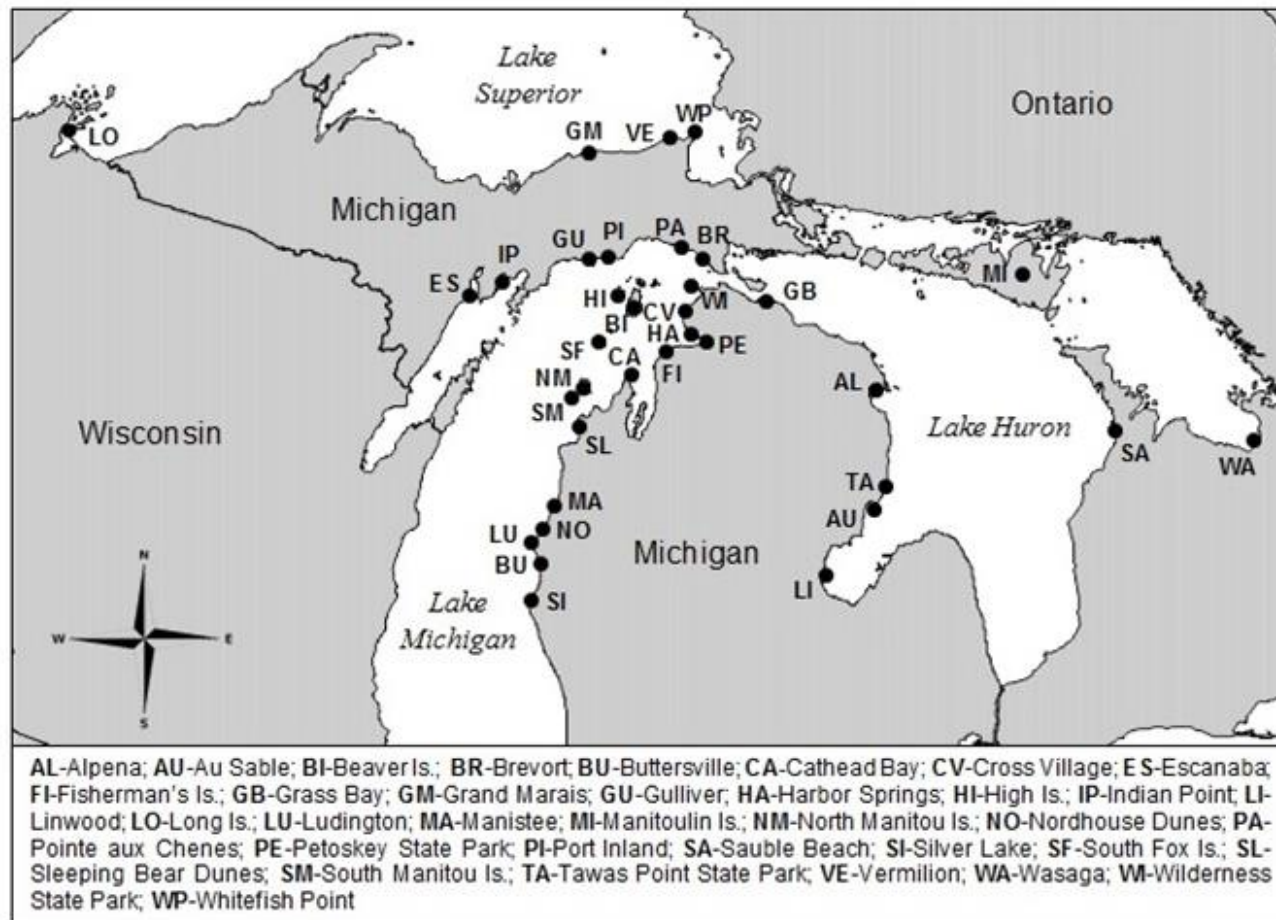 Lake
Superior
Ontario
WP
VE
GM
LO
Michigan
PA
BR
PI
GU
IP
ES
MI
HI
WI
GB
CV
BI
HA
PE
SF
CA
FI
NM
AL
SM
Wisconsin
SL
Lake Huron
SA
WA
TA
MA
AU
NO
LU
Michigan
BU
LI
SI
Lake
Michigan
N
W
E
S
AL-Alpena; AU-Au Sable; BI-Beaver Is.; BR-Brevort; BU-Buttersville; CA-Cathead Bay; CV-Cross Village; ES-Escanaba;
FI-Fisherman's Is.; GB-Grass Bay; GM-Grand Marais; GU-Gulliver; HA-Harbor Springs; HI-High Is.; IP-Indian Point; LI-
Linwood; LO-Long Is.; LU-Ludington; MA-Manistee; MI-Manitoulin Is.; NM-North Manitou Is.; NO-Nordhouse Dunes; PA-
Pointe aux Chenes; PE-Petoskey State Park; PI-Port Inland; SA-Sauble Beach; SI-Silver Lake; SF-South Fox Is.; SL-
Sleeping Bear Dunes; SM-South Manitou Is.; TA-Tawas Point State Park; VE-Vermilion; WA-Wasaga; WI-Wilderness
State Park; WP-Whitefish Point